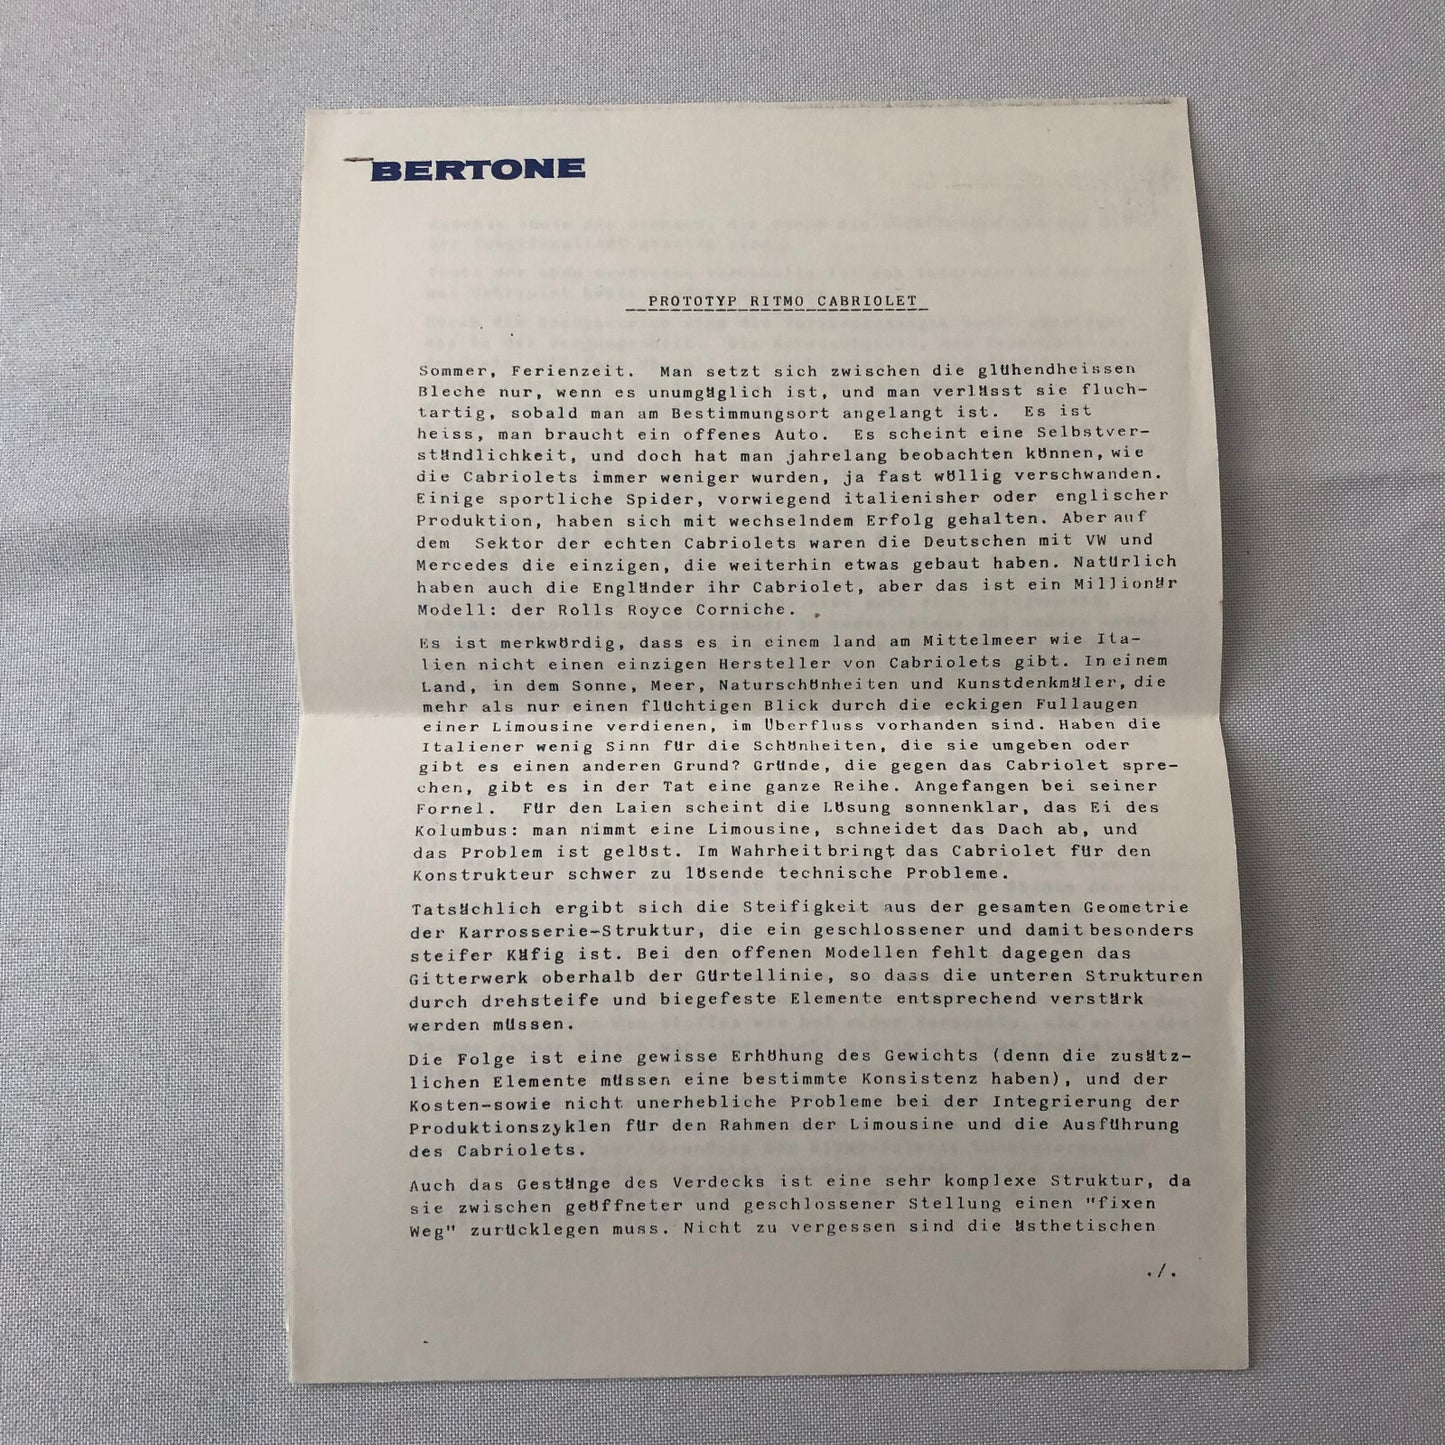 BERTONE
PROTOTYP RITMO CABRIOLET
Sommer, Ferienzeit. Man setzt sich zwischen die glühendheissen
Bleche nur, wenn es unumgäglich ist, und man verlässt sie fluch-
tartig, sobald man am Bestimmungsort angelangt ist. Es ist
heiss, man braucht ein offenes Auto. Es scheint eine Selbstver-
ständlichkeit, und doch hat man jahrelang beobachten können, wie
die Cabriolets immer weniger wurden, ja fast wöllig verschwanden.
Einige sportliche Spider, vorwiegend italienisher oder englischer
Produktion, haben sich mit wechselndem Erfolg gehalten. Aber auf
dem Sektor der echten Cabriolets waren die Deutschen mit VW und
Mercedes die einzigen, die weiterhin etwas gebaut haben. Natürlich
haben auch die Engländer ihr Cabriolet, aber das ist ein Millionär
Modell: der Rolls Royce Corniche.
Es ist merkwördig, dass es in einem land am Mittelmeer wie Ita-
lien nicht einen einzigen Hersteller von Cabriolets gibt. In einem
Land, in dem Sonne, Meer, Naturschönheiten und Kunstdenkmäler, die
mehr als nur einen flüchtigen Blick durch die eckigen Fullaugen
einer Limousine verdienen, im Überfluss vorhanden sind. Haben die
Italiener wenig Sinn für die Schönheiten, die sie umgeben oder
gibt es einen anderen Grund? Gründe, die gegen das Cabriolet spre-
chen, gibt es in der Tat eine ganze Reihe. Angefangen bei seiner
Fornel. Für den Laien scheint die Lösung sonnenklar, das Ei des
Kolumbus: man nimmt eine Limousine, schneidet das Dach ab, und
das Problem ist gelöst. Im Wahrheit bringt das Cabriolet für den
Konstrukteur schwer zu lösende technische Probleme.
Tatsächlich ergibt sich die Steifigkeit aus der gesamten Geometrie
der Karrosserie-Struktur, die ein geschlossener und damit besonders
steifer Käfig ist. Bei den offenen Modellen fehlt dagegen das
Gitterwerk oberhalb der Gürtellinie, so dass die unteren Strukturen
durch drehsteife und biegefeste Elemente entsprechend verstärk
werden müssen.
Die Folge ist eine gewisse Erhöhung des Gewichts (denn die zusätz-
lichen Elemente müssen eine bestimmte Konsistenz haben), und der
Kosten-sowie nicht unerhebliche Probleme bei der Integrierung der
Produktionszyklen für den Rahmen der Limousine und die Ausführung
des Cabriolets.
Auch das Gestänge des Verdecks ist eine sehr komplexe Struktur, da
sie zwischen geöffneter und geschlossener Stellung einen "fixen
Weg" zurücklegen muss. Nicht zu vergessen sind die ästhetischen
./.